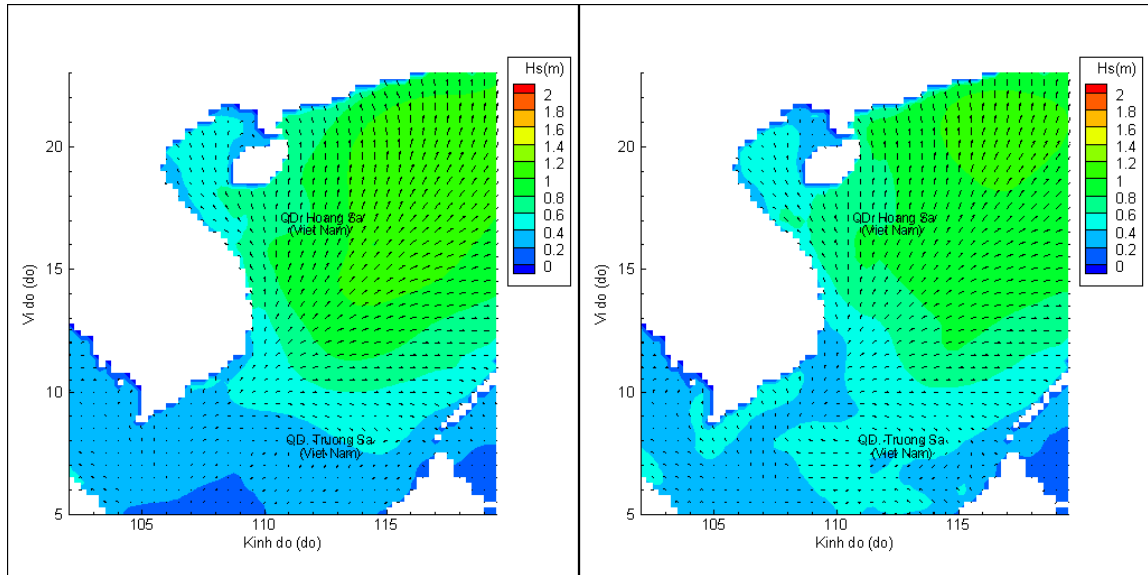 Hs(m)
2
1.8
1.6
1.4
1.2
1
0.8
0.6
0.4
0.2
0
20
15
10
5
Vi do (do)
QDr Hoang Sa
(Viet Nam)
QD. Truong Sa
(Viet Nam)
105
110
115
Kinh do (do)
Hs(m)
2
1.8
1.6
1.4
1.2
1
0.8
0.6
0.4
0.2
0
20
15
10
5
Vi do (do)
QDr Hoang Sa
(Viet Nam)
QD. Truong Sa
(Viet Nam)
105
110
115
Kinh do (do)